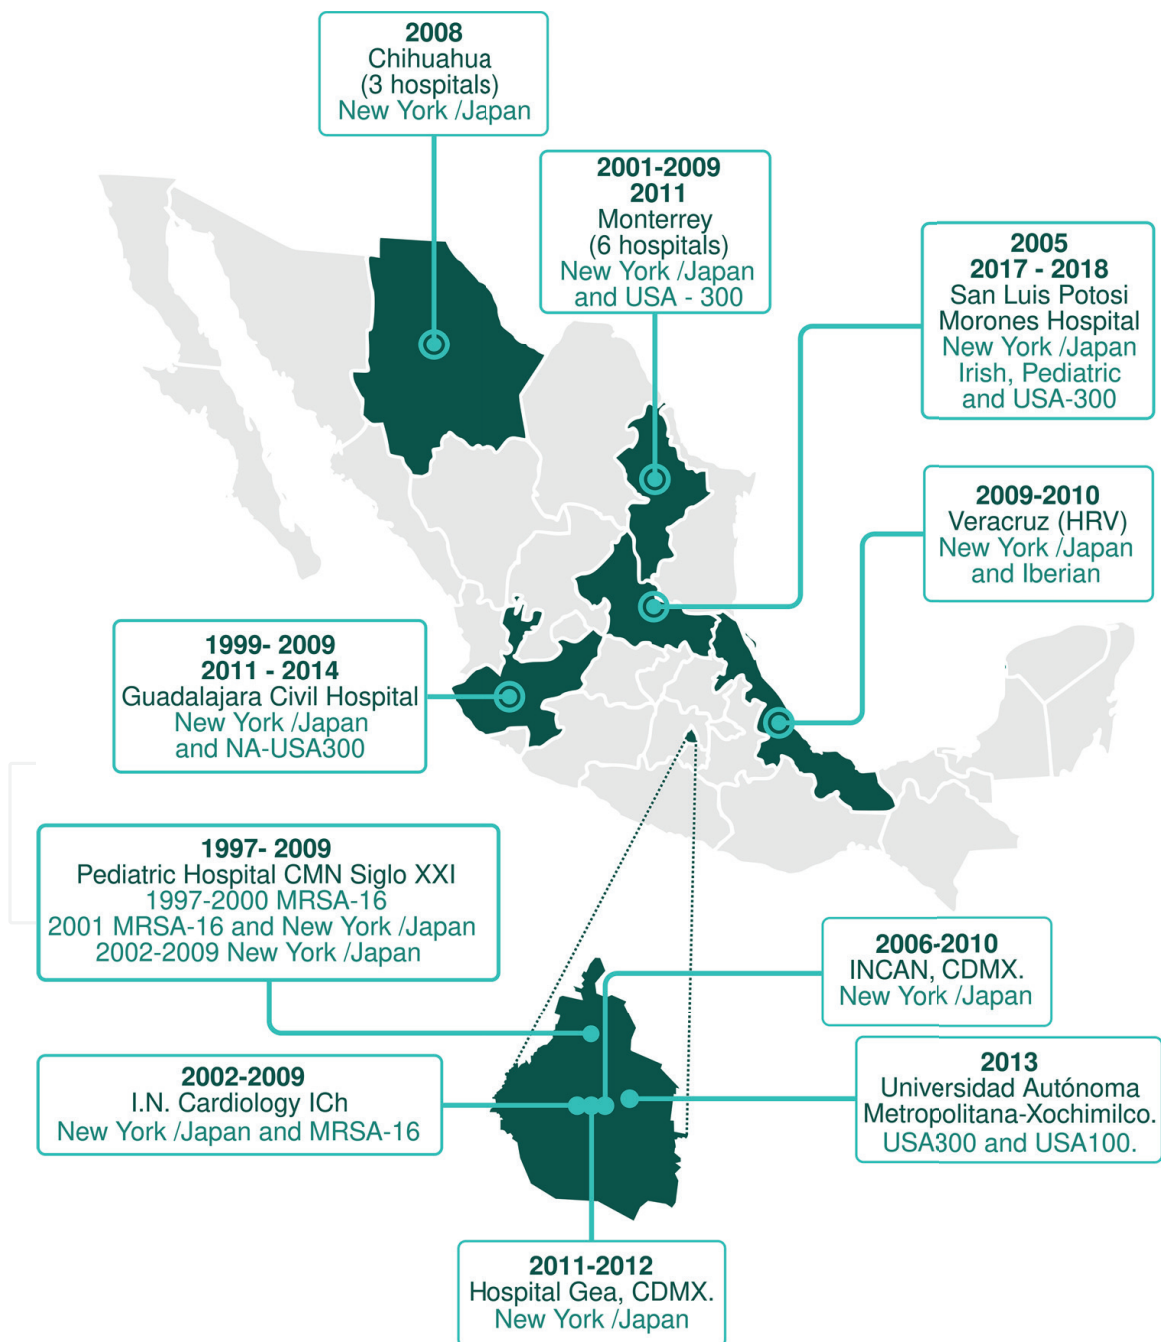 2008
Chihuahua
(3 hospitals)
New York /Japan
2001-2009
2011
Monterrey
(6 hospitals)
New York /Japan
and USA - 300
2005
2017 - 2018
San Luis Potosi
Morones Hospital
New York /Japan
Irish, Pediatric
and USA-300
2009-2010
Veracruz (HRV)
New York /Japan
and Iberian
1999- 2009
2011 - 2014
Guadalajara Civil Hospital
New York /Japan
and NA-USA300
1997- 2009
Pediatric Hospital CMN Siglo XXI
1997-2000 MRSA-16
2001 MRSA-16 and New York /Japan
2002-2009 New York /Japan
2006-2010
INCAN, CDMX.
New York /Japan
2002-2009
I.N. Cardiology ICh
New York /Japan and MRSA-16
2013
Universidad Autónoma
Metropolitana-Xochimilco.
USA300 and USA100.
2011-2012
Hospital Gea, CDMX.
New York /Japan